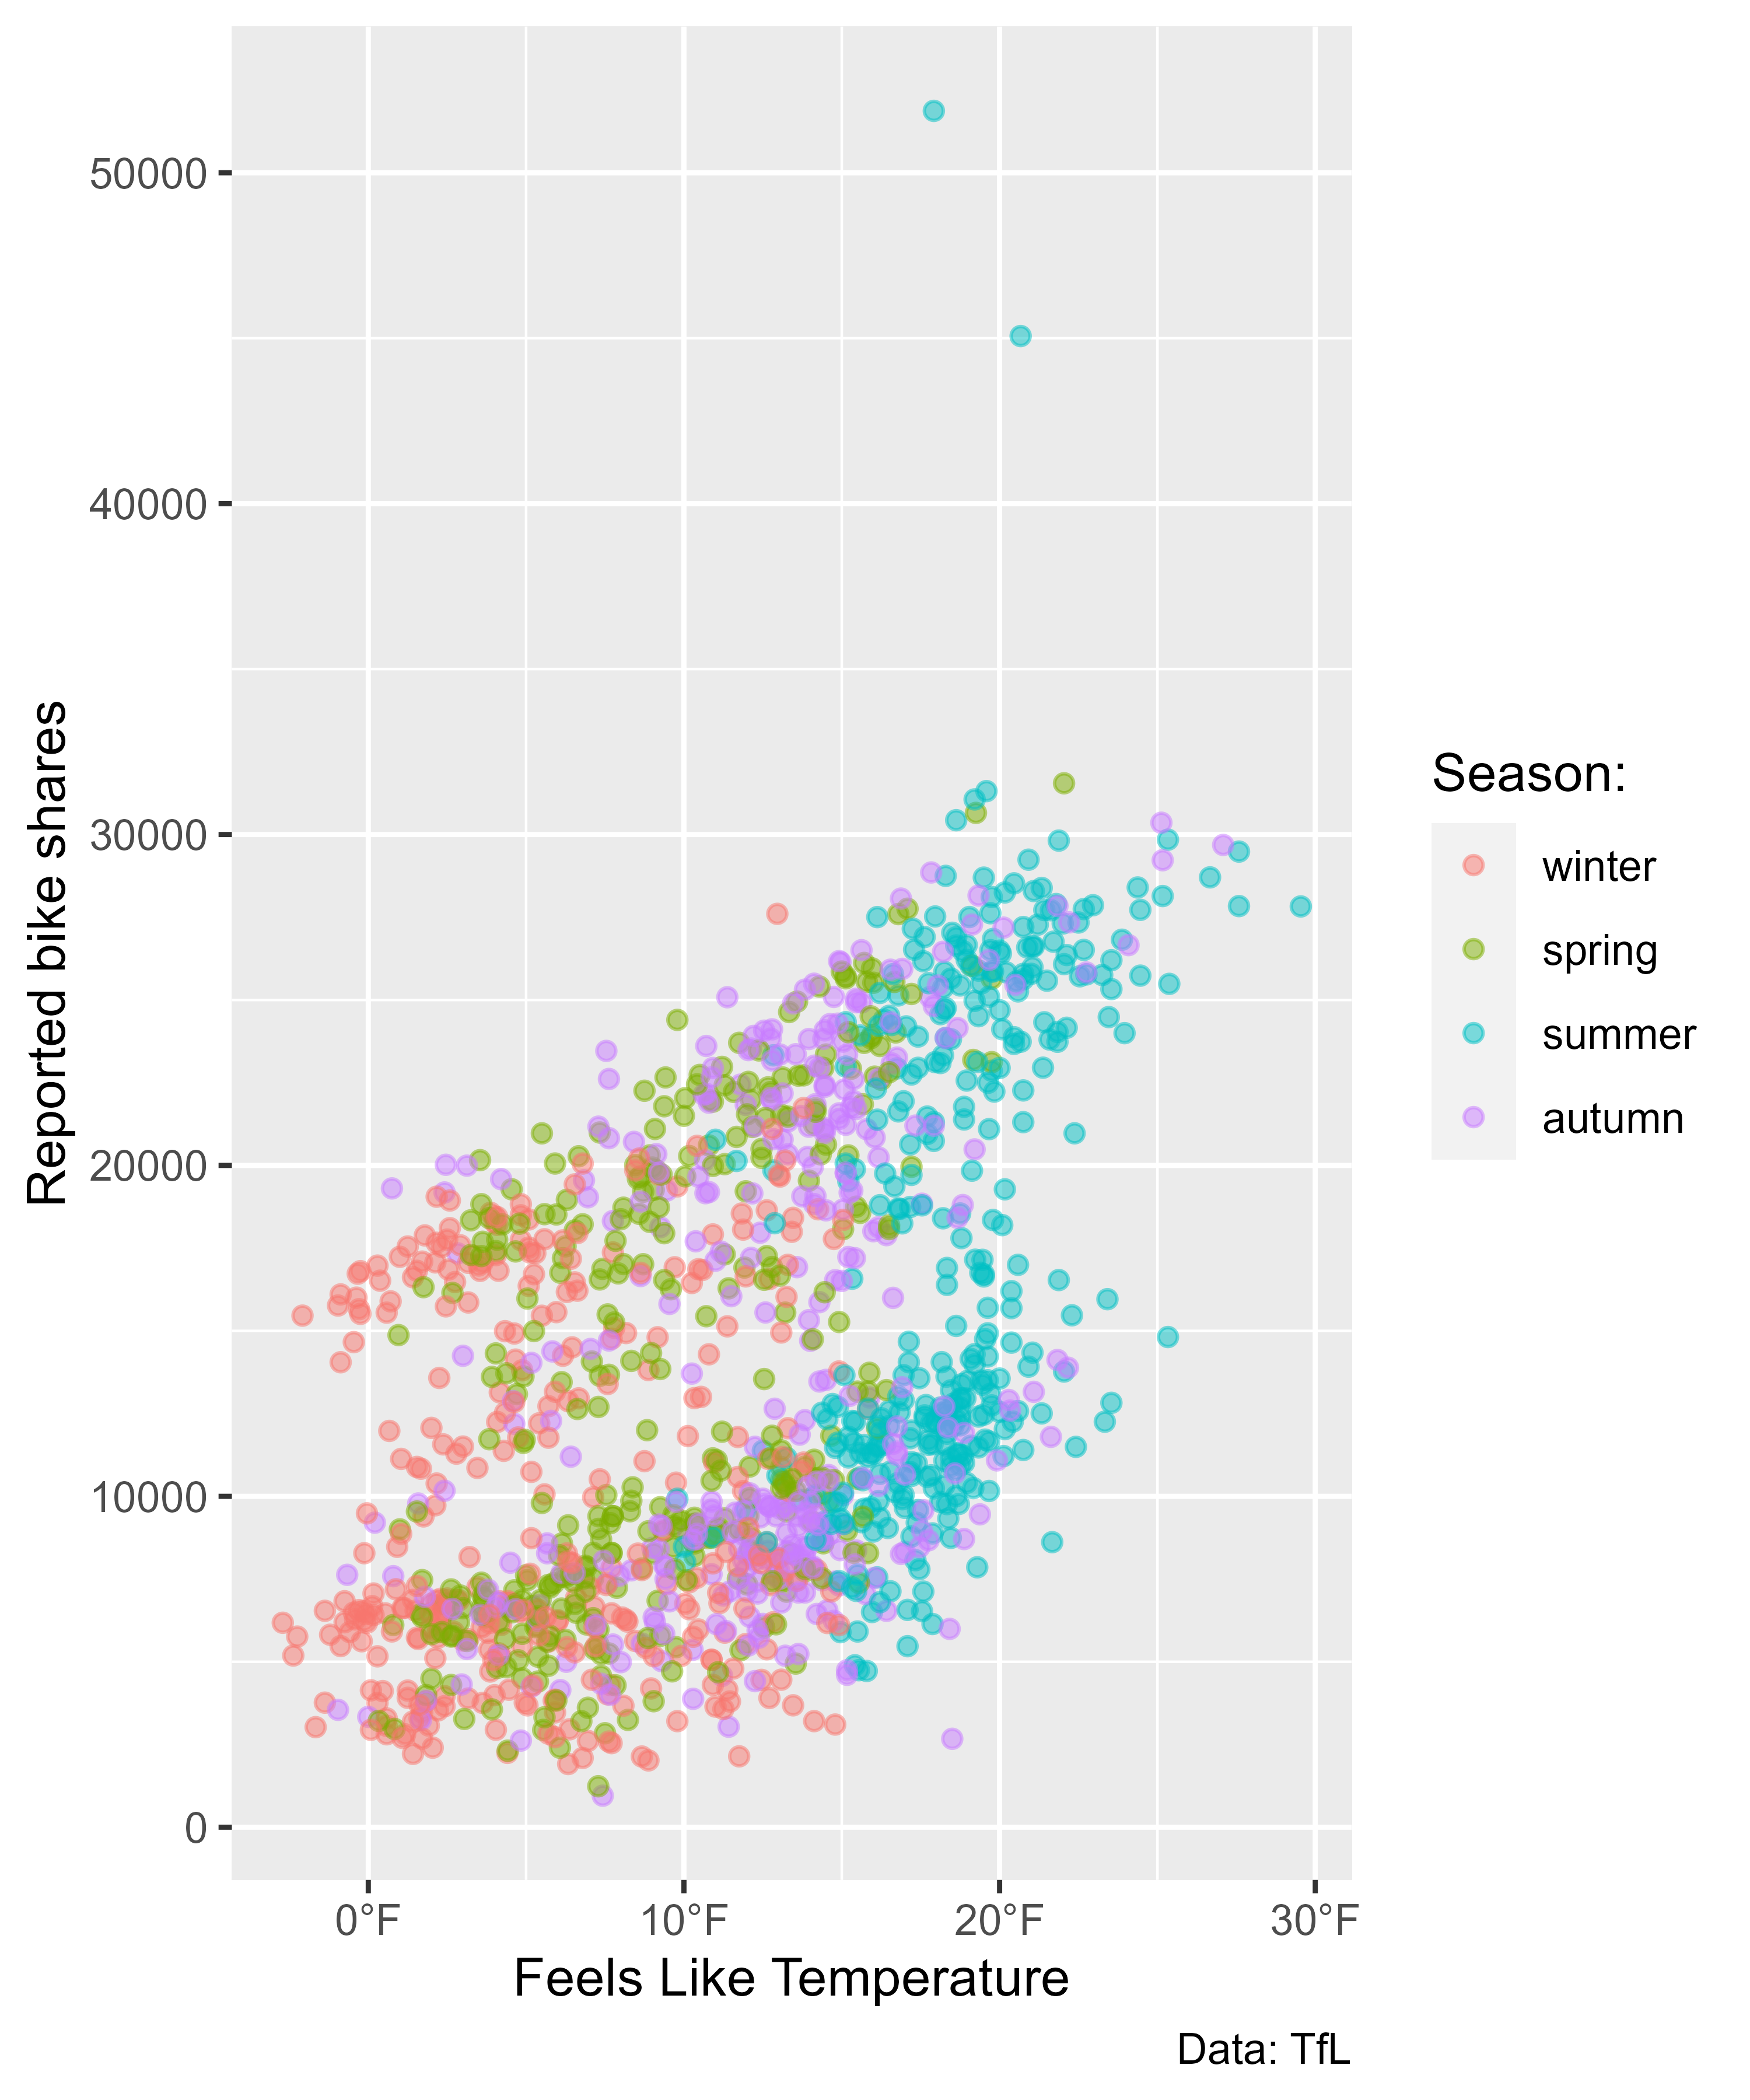 50000
40000
30000
20000
10000
0
Reported bike shares
0°F
10°F
20°F
30°F
Feels Like Temperature
Season:
winter
spring
summer
autumn
Data: TfL